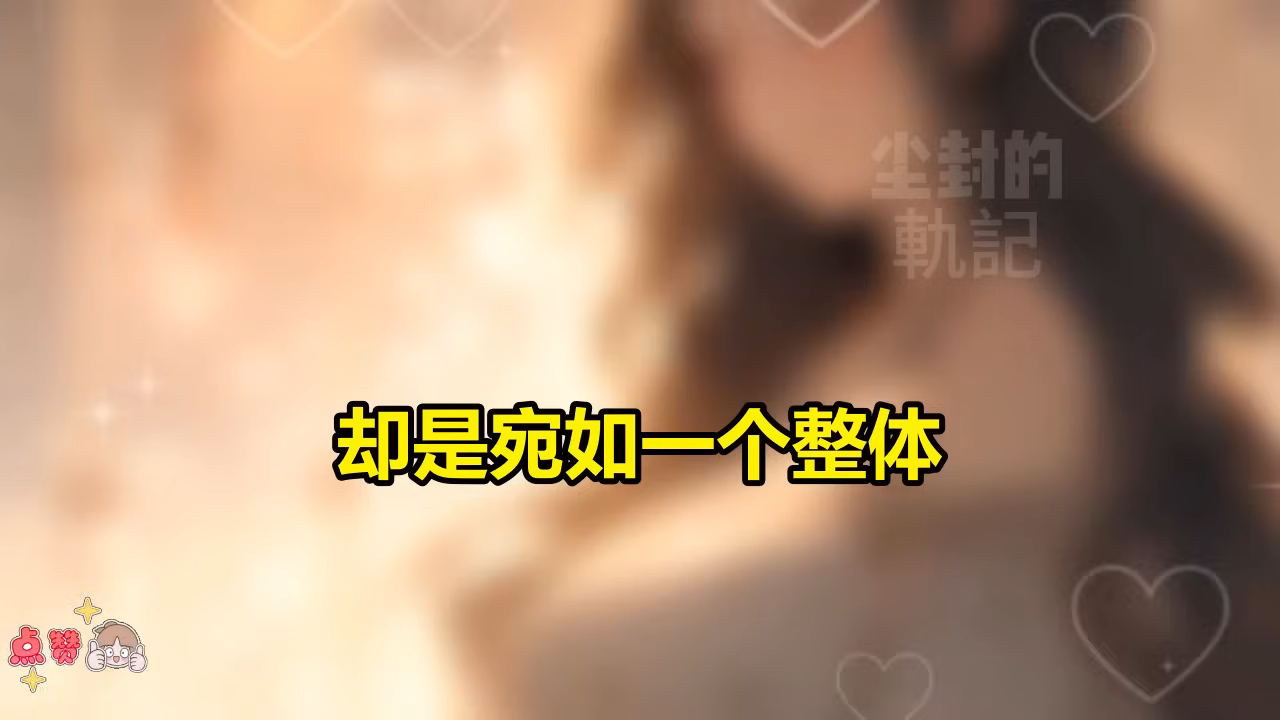 尘封的
軌記
却是宛如一个整体
点赞